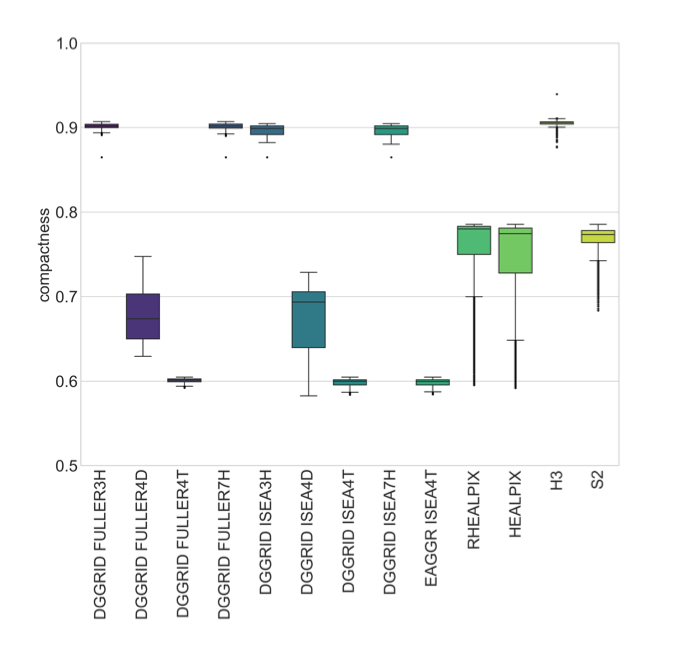 1.0
0.9
0.8
0.7
0.6
0.5
compactness
DGGRID FULLER3H
DGGRID FULLER4D
DGGRID FULLER4T
DGGRID FULLER7H
DGGRID ISEA3H
DGGRID ISEA4D
DGGRID ISEA4T
DGGRID ISEA7H
EAGGR ISEA4T
RHEALPIX
HEALPIX
H3
S2